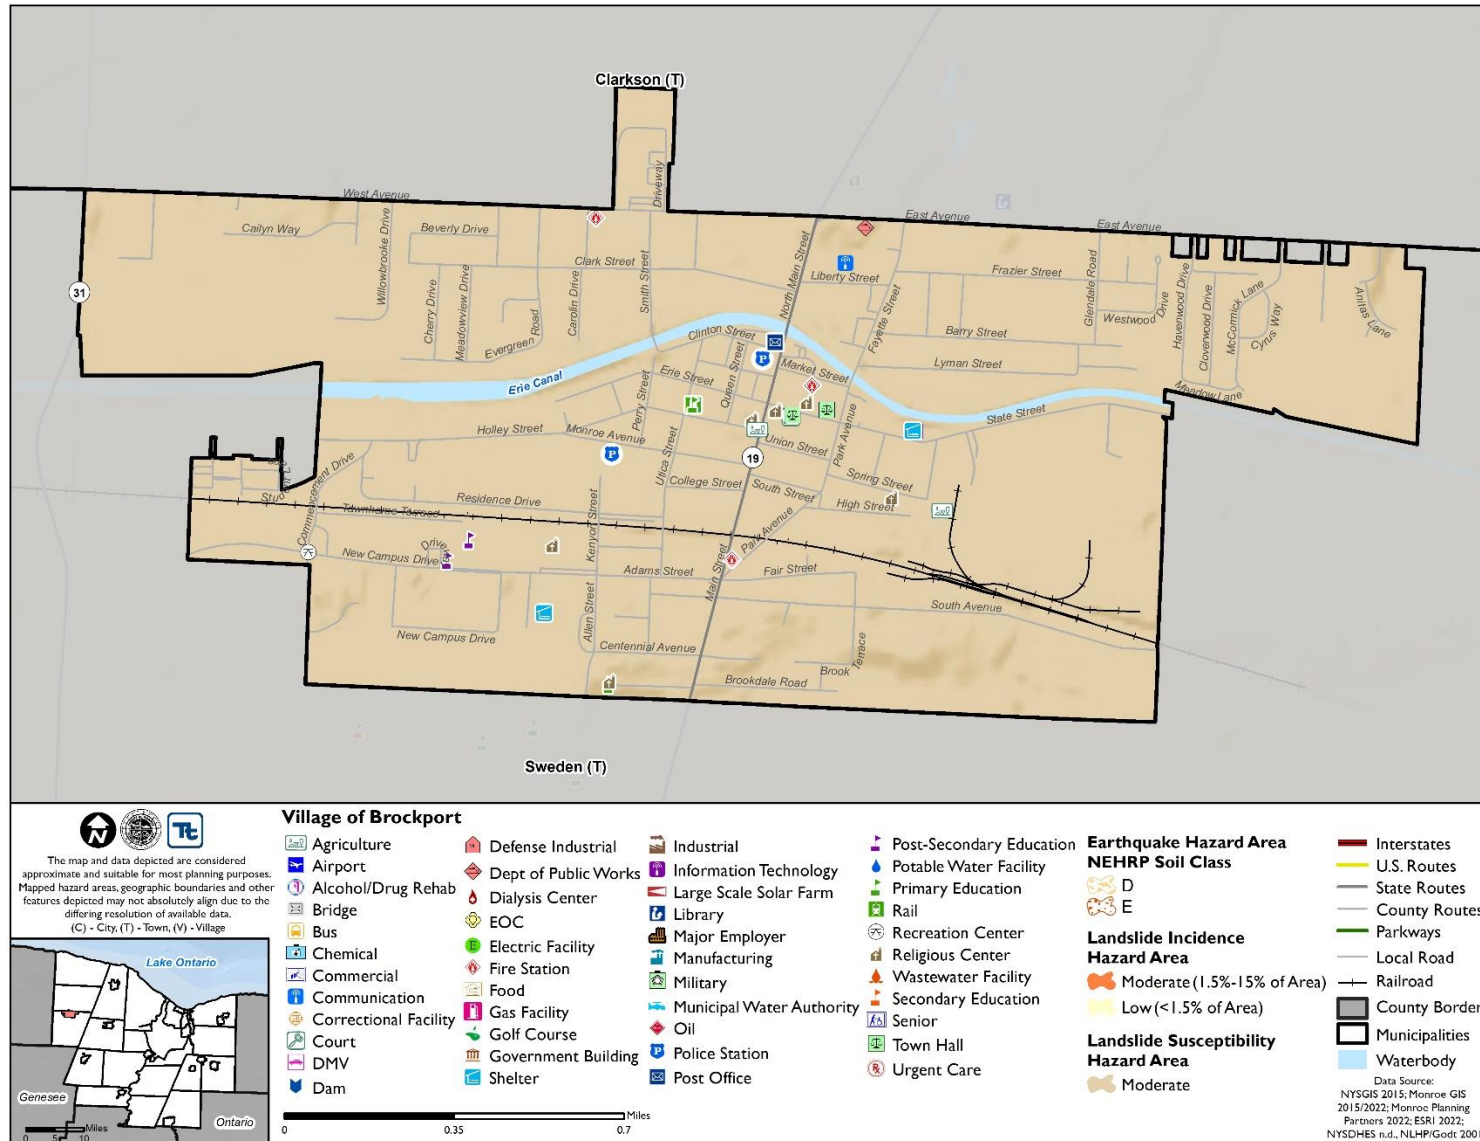 Clarkson (T)
West Avenue
East Avenue
East Avenue
Driveway
Cailyn Way
Willowbrooke Drive
Beverly Drive
Clark Street
Smith Street
North Main Street
Liberty Street
Frazier Street
Glendale Road
Havenwood Drive
Cloverwood Drive
McCormick Lane
Cyrus Way
Anitas Lane
31
Cherry Drive
Meadowview Drive
Evergreen Road
Carolin Drive
Clinton Street
Fayette Street
Barry Street
Westwood Drive
Lyman Street
Meadow Lane
Erie Canal
Erie Street
Queen Street
Market Street
State Street
Perry Street
Holley Street
Monroe Avenue
Utica Street
Union Street
Park Avenue
19
Spring Street
College Street
South Street
High Street
Commencement Drive
Residence Drive
Townhome Terrace
Kenyon Street
Park Avenue
New Campus Drive
Drive
Adams Street
Main Street
Fair Street
South Avenue
New Campus Drive
Allen Street
Centennial Avenue
Brook Terrace
Brookdale Road
Sweden (T)
N
Tt
The map and data depicted are considered
approximate and suitable for most planning purposes.
Mapped hazard areas, geographic boundaries and other
features depicted may not absolutely align due to the
differing resolution of available data.
(C) - City, (T) - Town, (V) - Village
Lake Ontario
Genesee
Ontario
Miles
0 5 10
Village of Brockport
Agriculture
Airport
Alcohol/Drug Rehab
Bridge
Bus
Chemical
Commercial
Communication
Correctional Facility
Court
DMV
Dam
Defense Industrial
Dept of Public Works
Dialysis Center
EOC
Electric Facility
Fire Station
Food
Gas Facility
Golf Course
Government Building
Shelter
Industrial
Information Technology
Large Scale Solar Farm
Library
Major Employer
Manufacturing
Military
Municipal Water Authority
Oil
Police Station
Post Office
Post-Secondary Education
Potable Water Facility
Primary Education
Rail
Recreation Center
Religious Center
Wastewater Facility
Secondary Education
Senior
Town Hall
Urgent Care
Earthquake Hazard Area
NEHRP Soil Class
D
E
Landslide Incidence
Hazard Area
Moderate (1.5%-15% of Area)
Low (<1.5% of Area)
Landslide Susceptibility
Hazard Area
Moderate
Interstates
U.S. Routes
State Routes
County Routes
Parkways
Local Road
Railroad
County Border
Municipalities
Waterbody
Data Source:
NYSGIS 2015; Monroe GIS
2015/2022; Monroe Planning
Partners 2022; ESRI 2022;
NYSDHES n.d., NLHP/Godt 2001
Miles
0 0.35 0.7